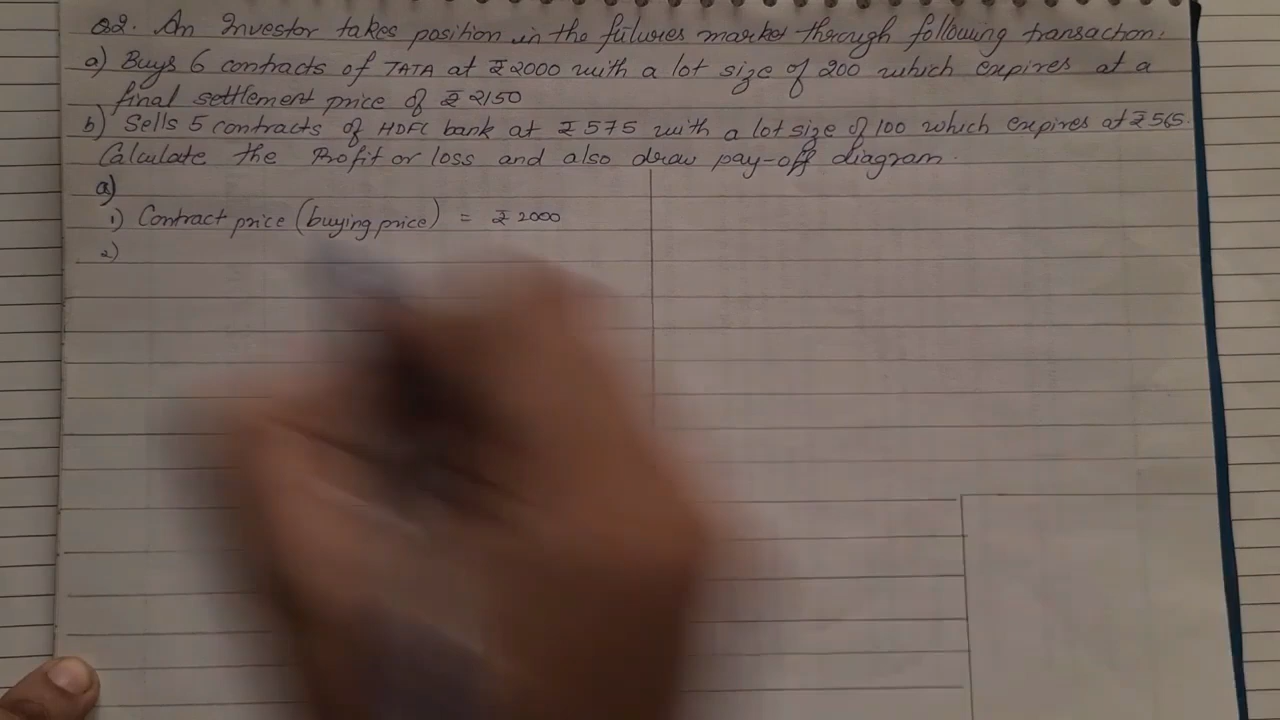 Q2. An Investor takes position in the futures market through following transaction.
a) Buys 6 contracts of TATA at ₹2000 with a lot size of 200 which expires at a
final settlement price of ₹2150
b) Sells 5 contracts of HDFC bank at ₹575 with a lot size of 100 which expires at ₹565.
Calculate the Profit or loss and also draw pay-off diagram.
a)
1) Contract price (buying price) = ₹2000
2)